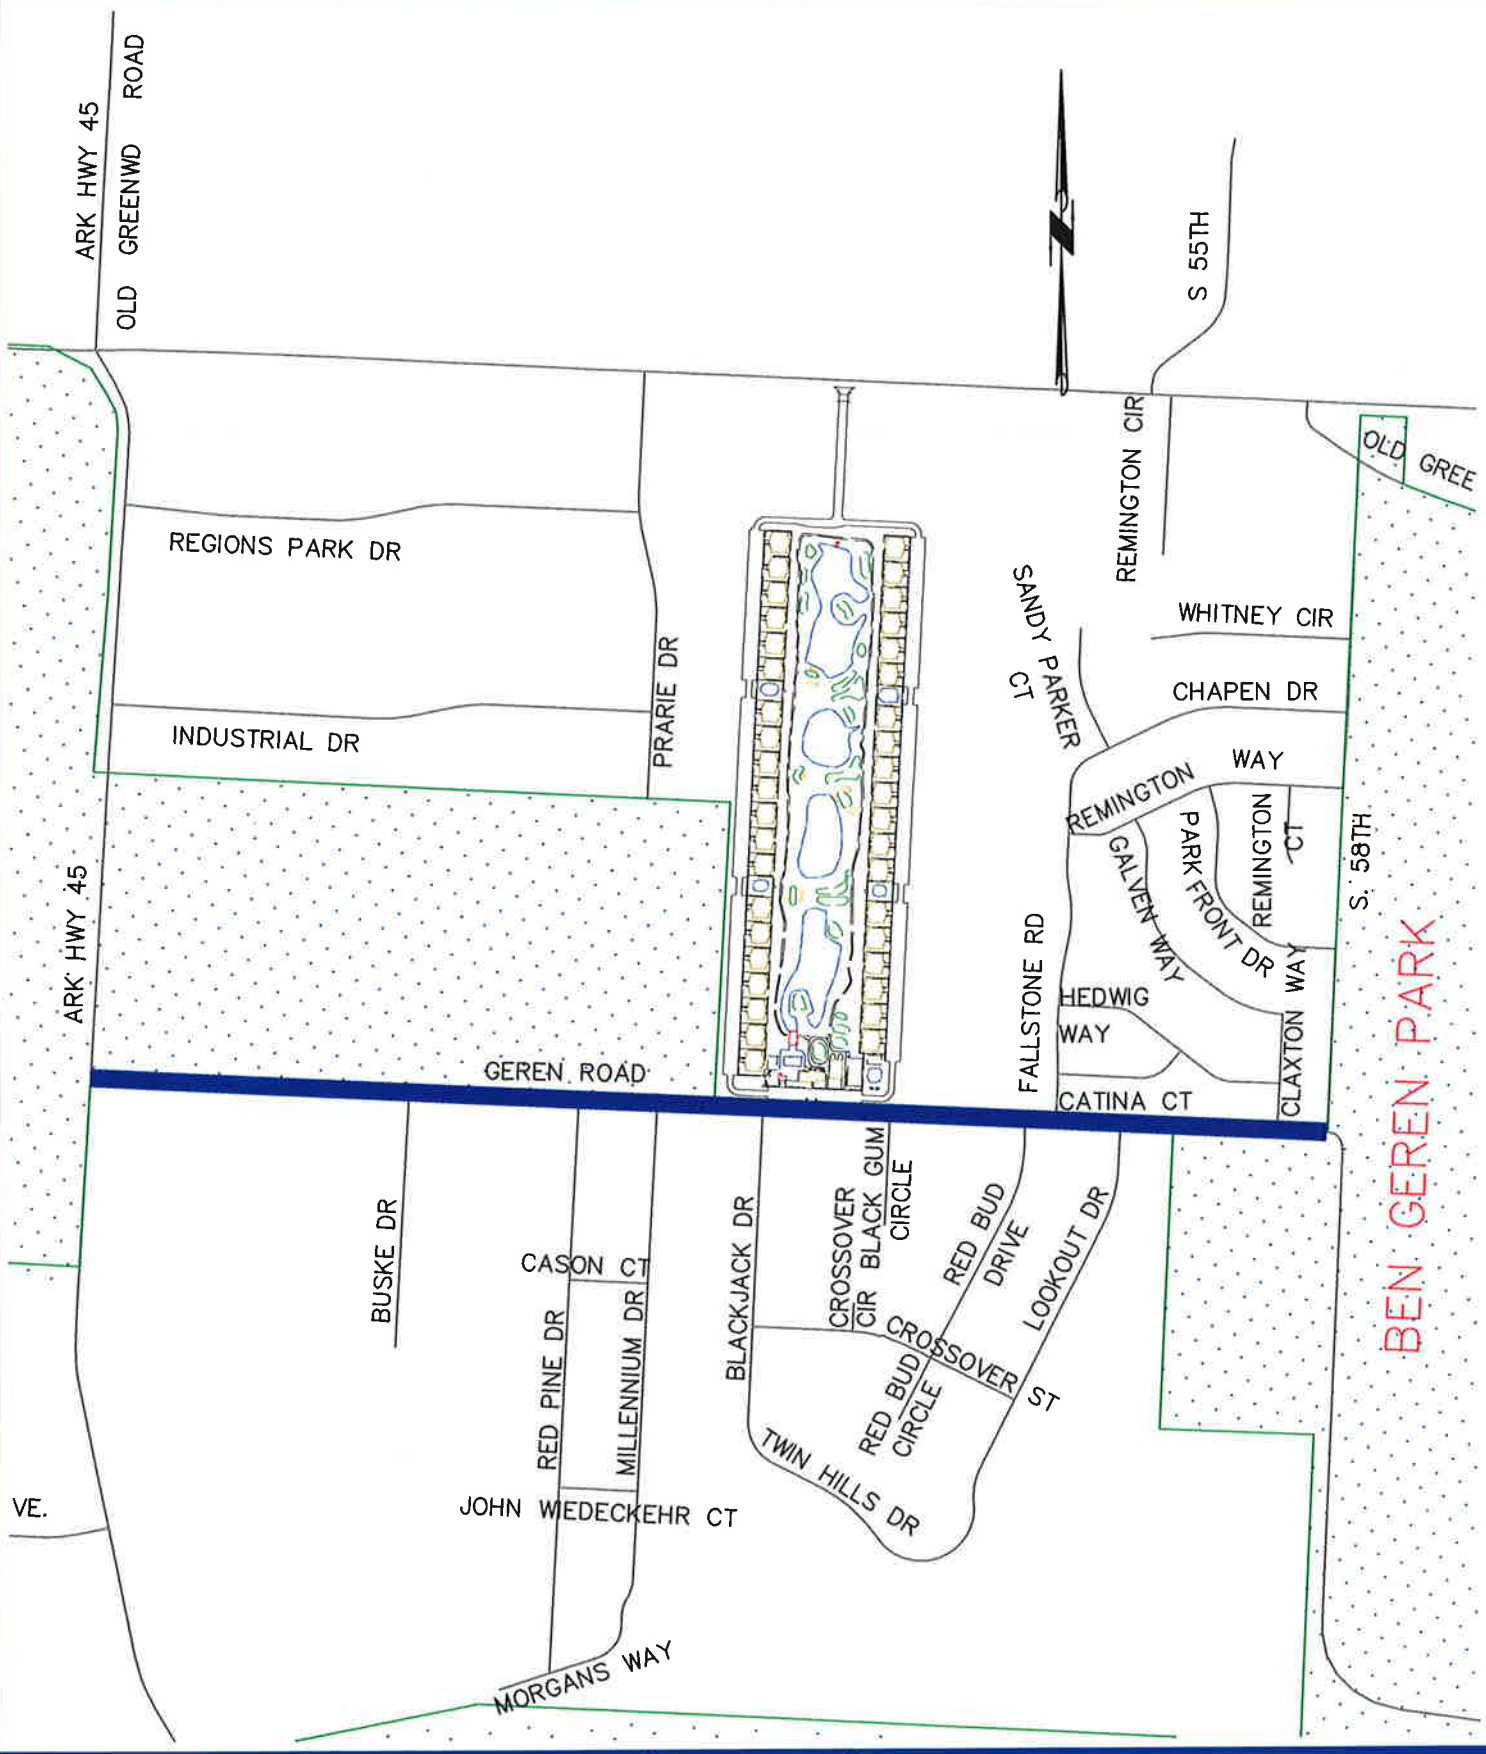 ARK HWY 45
OLD GREENWD ROAD
N
S 55TH
REMINGTON CIR
OLD GREE
REGIONS PARK DR
PRARIE DR
INDUSTRIAL DR
SANDY PARKER
CT
WHITNEY CIR
CHAPEN DR
REMINGTON WAY
GALVEN WAY
PARK FRONT DR
REMINGTON
CT
S. 58TH
ARK HWY 45
FALLSTONE RD
HEDWIG
WAY
CLAXTON WAY
CATINA CT
GEREN ROAD
BEN GEREN PARK
BUSKE DR
CASON CT
RED PINE DR
MILLENNIUM DR
BLACKJACK DR
CROSSOVER
CIR
BLACK GUM
CIRCLE
RED BUD
DRIVE
LOOKOUT DR
CROSSOVER ST
RED BUD
CIRCLE
TWIN HILLS DR
JOHN WIEDECKEHR CT
VE.
MORGANS WAY